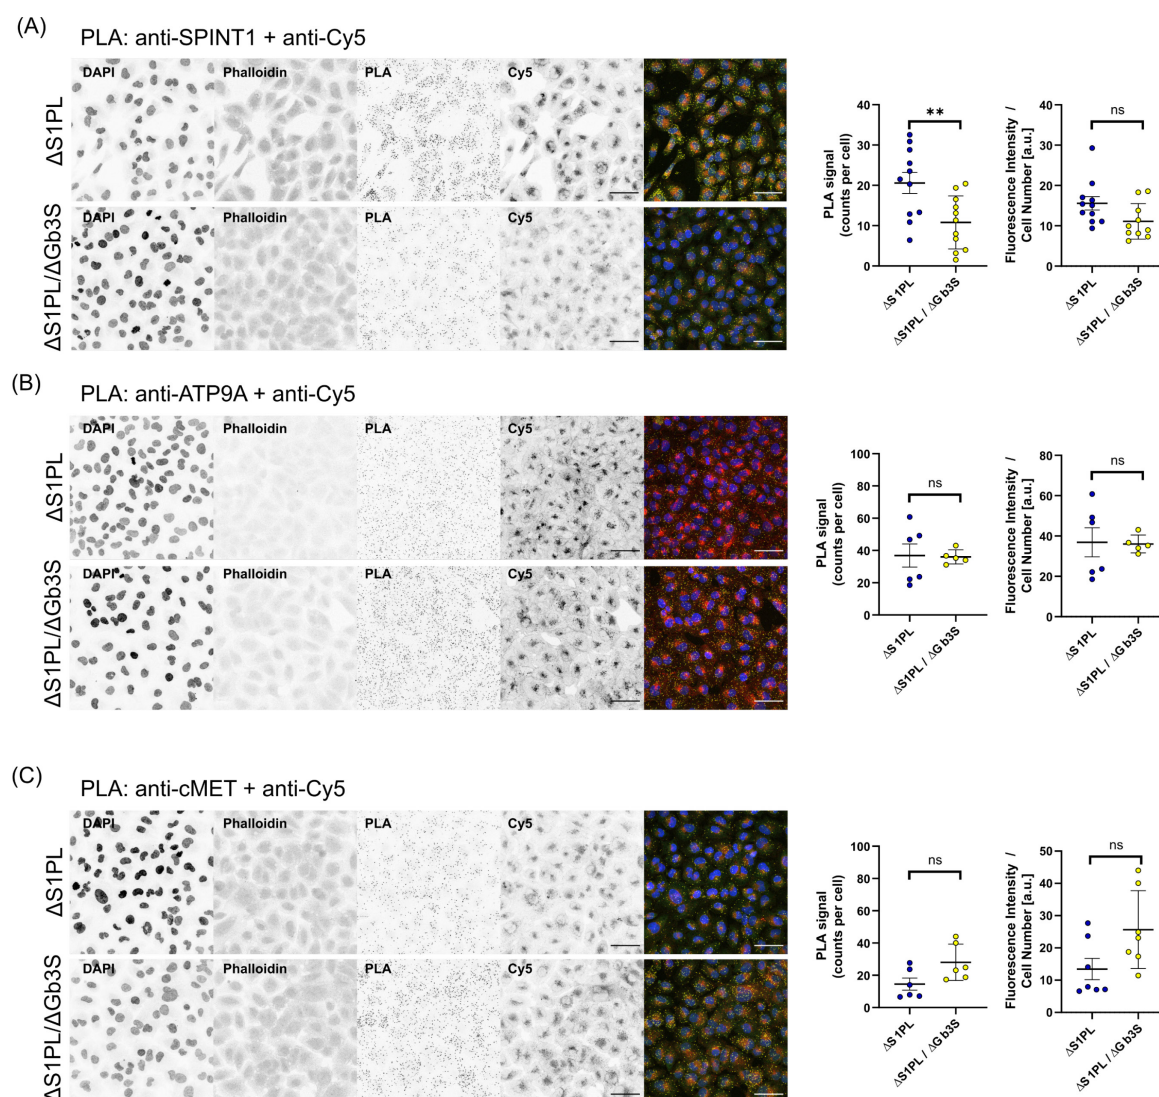 (A)
PLA: anti-SPINT1 + anti-Cy5
ΔS1PL
DAPI
Phalloidin
PLA
Cy5
ΔS1PL/ΔGb3S
PLA signal
(counts per cell)
40
30
20
10
0
**
ΔS1PL
ΔS1PL / ΔGb3S
Fluorescence Intensity /
Cell Number [a.u.]
40
30
20
10
0
ns
ΔS1PL
ΔS1PL / ΔGb3S
(B)
PLA: anti-ATP9A + anti-Cy5
ΔS1PL
DAPI
Phalloidin
PLA
Cy5
ΔS1PL/ΔGb3S
DAPI
Phalloidin
PLA
Cy5
PLA signal
(counts per cell)
100
80
60
40
20
0
ns
ΔS1PL
ΔS1PL / ΔGb3S
Fluorescence Intensity /
Cell Number [a.u.]
80
60
40
20
0
ns
ΔS1PL
ΔS1PL / ΔGb3S
(C)
PLA: anti-cMET + anti-Cy5
ΔS1PL
DAPI
Phalloidin
PLA
Cy5
ΔS1PL/ΔGb3S
DAPI
Phalloidin
PLA
Cy5
PLA signal
(counts per cell)
100
80
60
40
20
0
ns
ΔS1PL
ΔS1PL / ΔGb3S
Fluorescence Intensity /
Cell Number [a.u.]
50
40
30
20
10
0
ns
ΔS1PL
ΔS1PL / ΔGb3S
DAPI
Phalloidin
PLA
Cy5